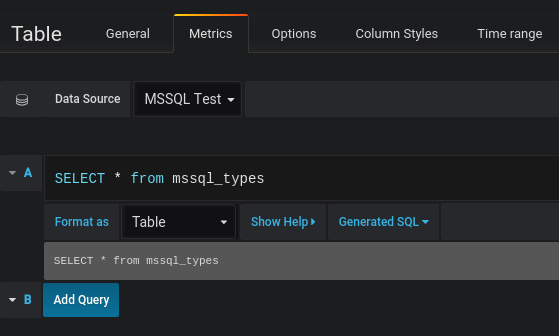 Table General Metrics Options Column Styles Time range
Data Source MSSQL Test
A SELECT * from mssql_types
Format as Table Show Help Generated SQL
SELECT * from mssql_types
B Add Query